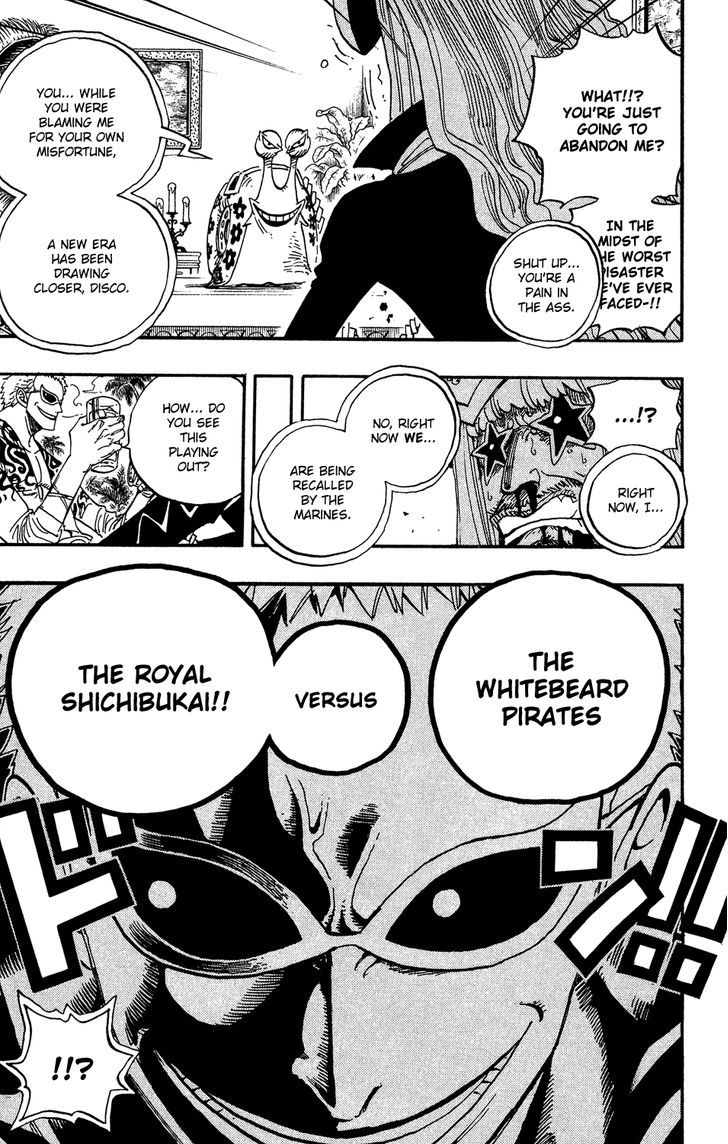 WHAT!!?
YOU'RE JUST
GOING TO
ABANDON ME?
IN THE
MIDST OF
HE WORST
ISASTER
E'VE EVER
FACED-!!
SHUT UP...
YOU'RE A
PAIN IN
THE ASS.
YOU... WHILE
YOU WERE
BLAMING ME
FOR YOUR OWN
MISFORTUNE,
A NEW ERA
HAS BEEN
DRAWING
CLOSER, DISCO.
...!?
RIGHT
NOW, I...
NO, RIGHT
NOW WE...
ARE BEING
RECALLED
BY THE
MARINES.
HOW... DO
YOU SEE
THIS
PLAYING
OUT?
THE
WHITEBEARD
PIRATES
VERSUS
THE ROYAL
SHICHIBUKAI!!
ドン!!
!!?